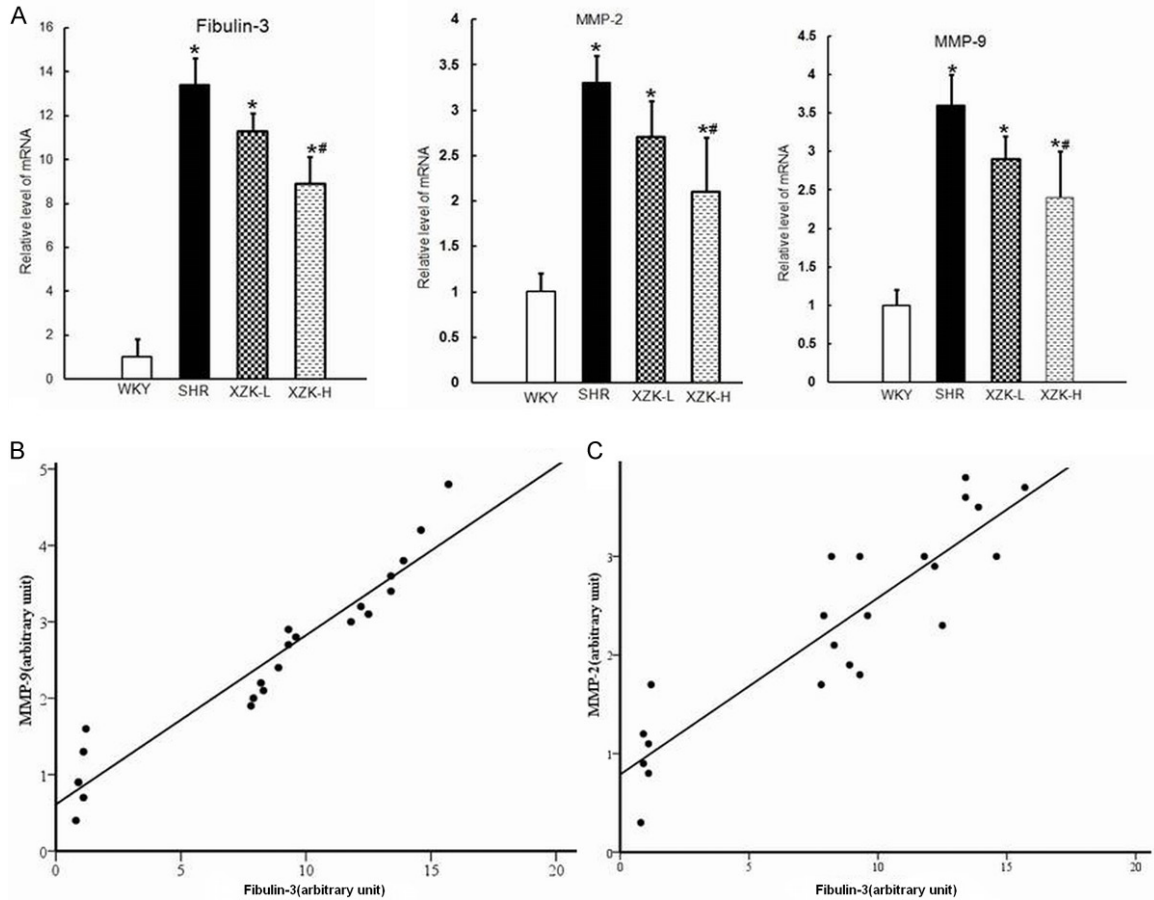 A
Fibulin-3
Relative level of mRNA
16
14
12
10
8
6
4
2
0
*
*
*#
WKY SHR XZK-L XZK-H
MMP-2
Relative level of mRNA
4
3.5
3
2.5
2
1.5
1
0.5
0
*
*
*#
WKY SHR XZK-L XZK-H
MMP-9
Relative level of mRNA
4.5
4
3.5
3
2.5
2
1.5
1
0.5
0
*
*
*#
WKY SHR XZK-L XZK-H
B
MMP-9(arbitrary unit)
5
4
3
2
1
0
0 5 10 15 20
Fibulin-3(arbitrary unit)
C
MMP-2(arbitrary unit)
3
2
1
0
0 5 10 15 20
Fibulin-3(arbitrary unit)